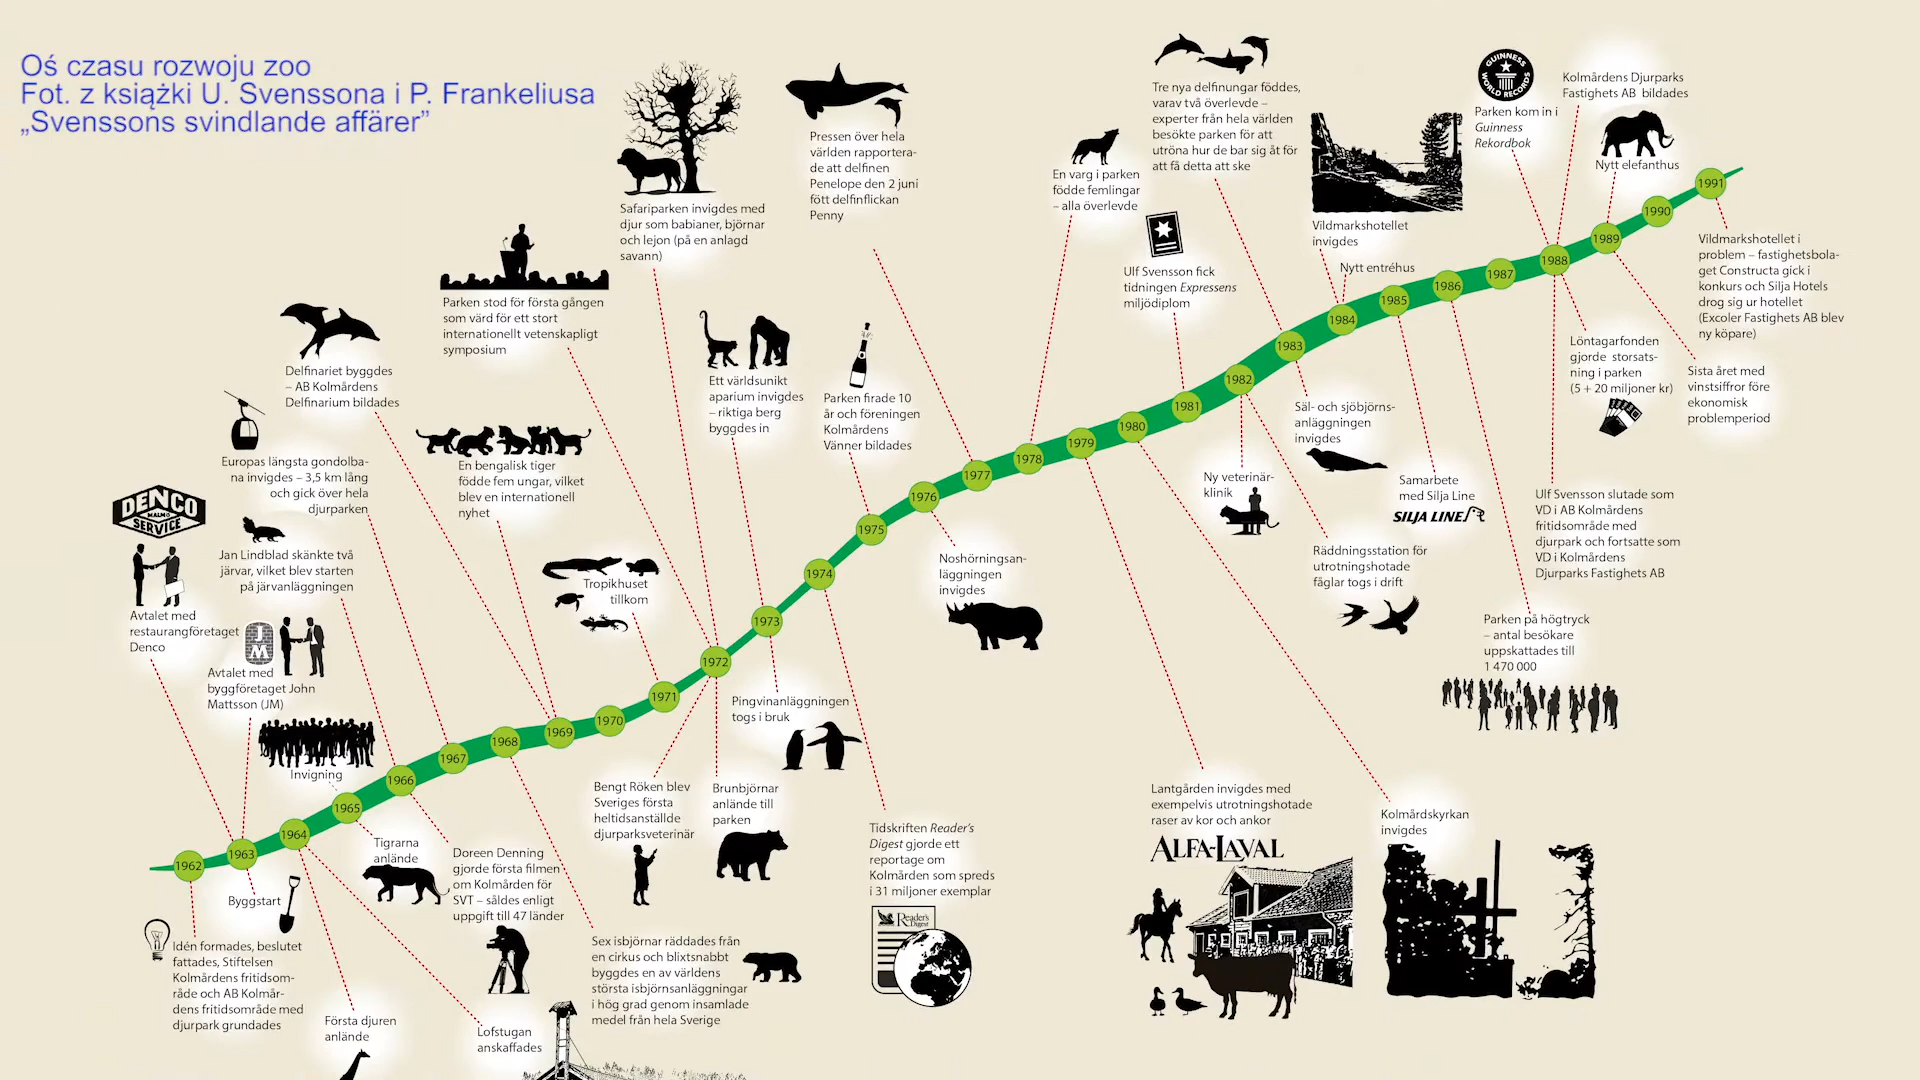 Oś czasu rozwoju zoo
Fot. z książki U. Svenssona i P. Frankeliusa
„Svenssons svindlande affärer”
DENCO
MALMÖ
SERVICE
Avtalet med
restaurangföretaget
Denco
J
M
Avtalet med
byggföretaget John
Mattsson (JM)
Jan Lindblad skänkte två
järvar, vilket blev starten
på järvanläggningen
Europas längsta gondolba-
na invigdes – 3,5 km lång
och gick över hela
djurparken
Delfinariet byggdes
– AB Kolmårdens
Delfinarium bildades
En bengalisk tiger
födde fem ungar, vilket
blev en internationell
nyhet
Parken stod för första gången
som värd för ett stort
internationellt vetenskapligt
symposium
Tropikhuset
tillkom
Safariparken invigdes med
djur som babianer, björnar
och lejon (på en anlagd
savann)
Ett världsunikt
aparium invigdes
– riktiga berg
byggdes in
Pressen över hela
världen rapportera-
de att delfinen
Penelope den 2 juni
fött delfinflickan
Penny
Parken firade 10
år och föreningen
Kolmårdens
Vänner bildades
En varg i parken
födde femlingar
– alla överlevde
Ulf Svensson fick
tidningen Expressens
miljödiplom
Tre nya delfinungar föddes,
varav två överlevde –
experter från hela världen
besökte parken för att
utröna hur de bar sig åt för
att få detta att ske
Vildmarkshotellet
invigdes
Nytt entréhus
GUINNESS
WORLD RECORDS
Parken kom in i
Guinness
Rekordbok
Kolmårdens Djurparks
Fastighets AB bildades
Nytt elefanthus
Invigning
1962
1963
1964
1965
1966
1967
1968
1969
1970
1971
1972
1973
1974
1975
1976
1977
1978
1979
1980
1981
1982
1983
1984
1985
1986
1987
1988
1989
1990
1991
Idén formades, beslutet
fattades, Stiftelsen
Kolmårdens fritidsom-
råde och AB Kolmår-
dens fritidsområde med
djurpark grundades
Byggstart
Första djuren
anlände
Lofstugan
anskaffades
Tigrarna
anlände
Doreen Denning
gjorde första filmen
om Kolmården för
SVT – såldes enligt
uppgift till 47 länder
Sex isbjörnar räddades från
en cirkus och blixtsnabbt
byggdes en av världens
största isbjörnsanläggningar
i hög grad genom insamlade
medel från hela Sverige
Bengt Röken blev
Sveriges första
heltidsanställde
djurparksveterinär
Brunbjörnar
anlände till
parken
Pingvinanläggningen
togs i bruk
Tidskriften Reader’s
Digest gjorde ett
reportage om
Kolmården som spreds
i 31 miljoner exemplar
Reader's
Digest
Noshörningsan-
läggningen
invigdes
Lantgården invigdes med
exempelvis utrotningshotade
raser av kor och ankor
ALFA-LAVAL
Kolmårdskyrkan
invigdes
Ny veterinär-
klinik
Räddningsstation för
utrotningshotade
fåglar togs i drift
Säl- och sjöbjörns-
anläggningen
invigdes
Samarbete
med Silja Line
SILJA LINE
Parken på högtryck
– antal besökare
uppskattades till
1 470 000
Ulf Svensson slutade som
VD i AB Kolmårdens
fritidsområde med
djurpark och fortsatte som
VD i Kolmårdens
Djurparks Fastighets AB
Löntagarfonden
gjorde storsats-
ning i parken
(5 + 20 miljoner kr)
Sista året med
vinstsiffror före
ekonomisk
problemperiod
Vildmarkshotellet i
problem – fastighetsbola-
get Constructa gick i
konkurs och Silja Hotels
drog sig ur hotellet
(Excoler Fastighets AB blev
ny köpare)